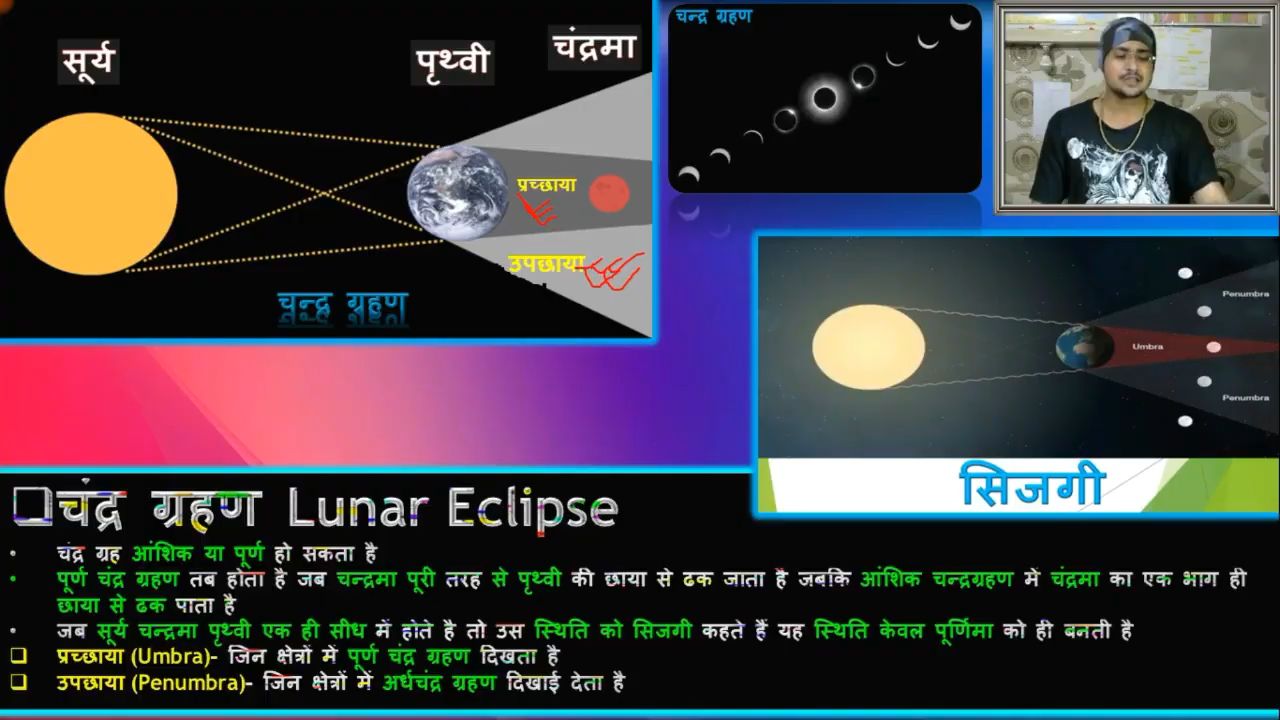 सूर्य
पृथ्वी
चंद्रमा
प्रच्छाया
उपछाया
चन्द्र ग्रहण
चन्द्र ग्रहण
Penumbra
Umbra
Penumbra
सिजगी
❑चंद्र ग्रहण Lunar Eclipse
• चंद्र ग्रह आंशिक या पूर्ण हो सकता है
• पूर्ण चंद्र ग्रहण तब होता है जब चन्द्रमा पूरी तरह से पृथ्वी की छाया से ढक जाता है जबकि आंशिक चन्द्रग्रहण में चंद्रमा का एक भाग ही
छाया से ढक पाता है
• जब सूर्य चन्द्रमा पृथ्वी एक ही सीध में होते है तो उस स्थिति को सिजगी कहते हैं यह स्थिति केवल पूर्णिमा को ही बनती है
❑ प्रच्छाया (Umbra)- जिन क्षेत्रों में पूर्ण चंद्र ग्रहण दिखता है
❑ उपछाया (Penumbra)- जिन क्षेत्रों में अर्धचंद्र ग्रहण दिखाई देता है